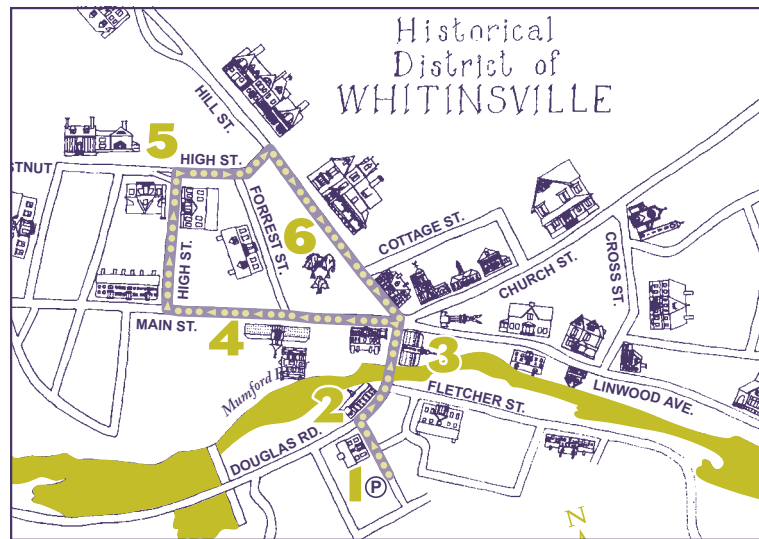 Historical
District of
WHITINSVILLE
HILL ST.
5
HIGH ST.
STNUT
FORREST ST.
6
COTTAGE ST.
HIGH ST.
CHURCH ST.
CROSS ST.
MAIN ST.
4
3
Mumford
LINWOOD AVE.
2
FLETCHER ST.
DOUGLAS RD.
1
P
N